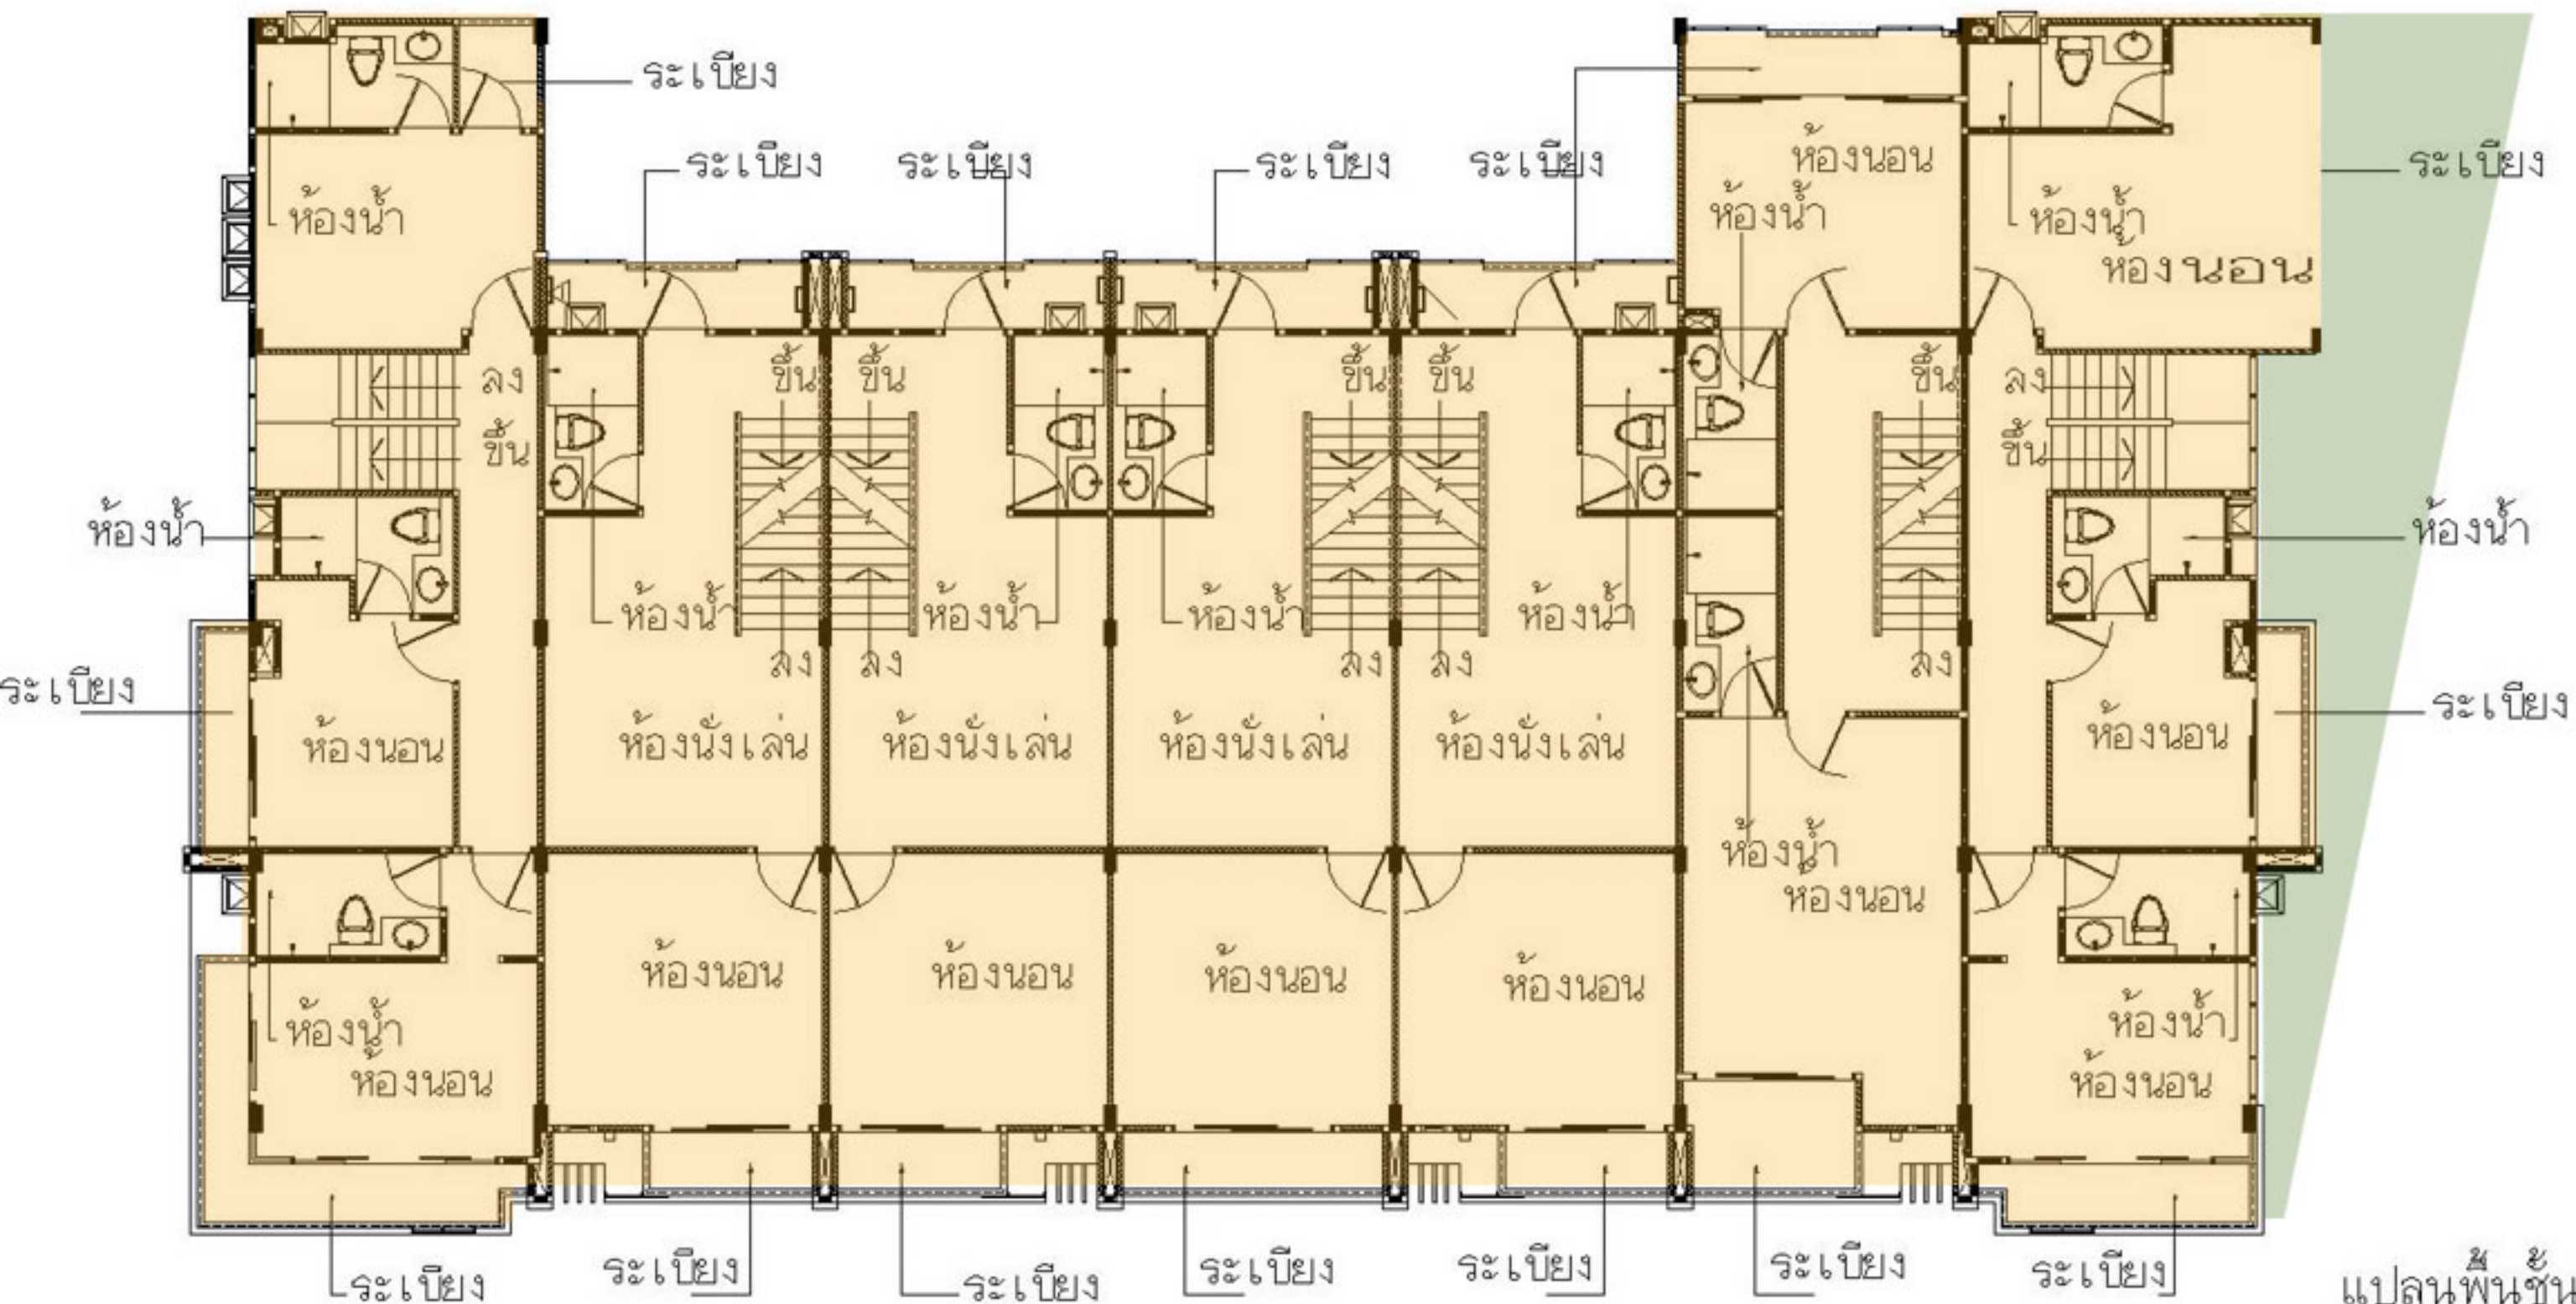 ระเบียง
ระเบียง
ระเบียง
ระเบียง
ระเบียง
ห้องนอน
ระเบียง
ห้องน้ำ
ห้องน้ำ
ห้องน้ำ
ห้องนอน
ลง
ขึ้น
ขึ้น
ขึ้น
ขึ้น
ขึ้น
ลง
ขึ้น
ขึ้น
ห้องน้ำ
ห้องน้ำ
ห้องน้ำ
ห้องน้ำ
ห้องน้ำ
ห้องน้ำ
ลง
ลง
ลง
ลง
ลง
ระเบียง
ระเบียง
ห้องนอน
ห้องนั่งเล่น
ห้องนั่งเล่น
ห้องนั่งเล่น
ห้องนั่งเล่น
ห้องนอน
ห้องน้ำ
ห้องนอน
ห้องนอน
ห้องนอน
ห้องนอน
ห้องนอน
ห้องน้ำ
ห้องนอน
ห้องน้ำ
ห้องนอน
ระเบียง
ระเบียง
ระเบียง
ระเบียง
ระเบียง
ระเบียง
ระเบียง
แปลนพื้นชั้น